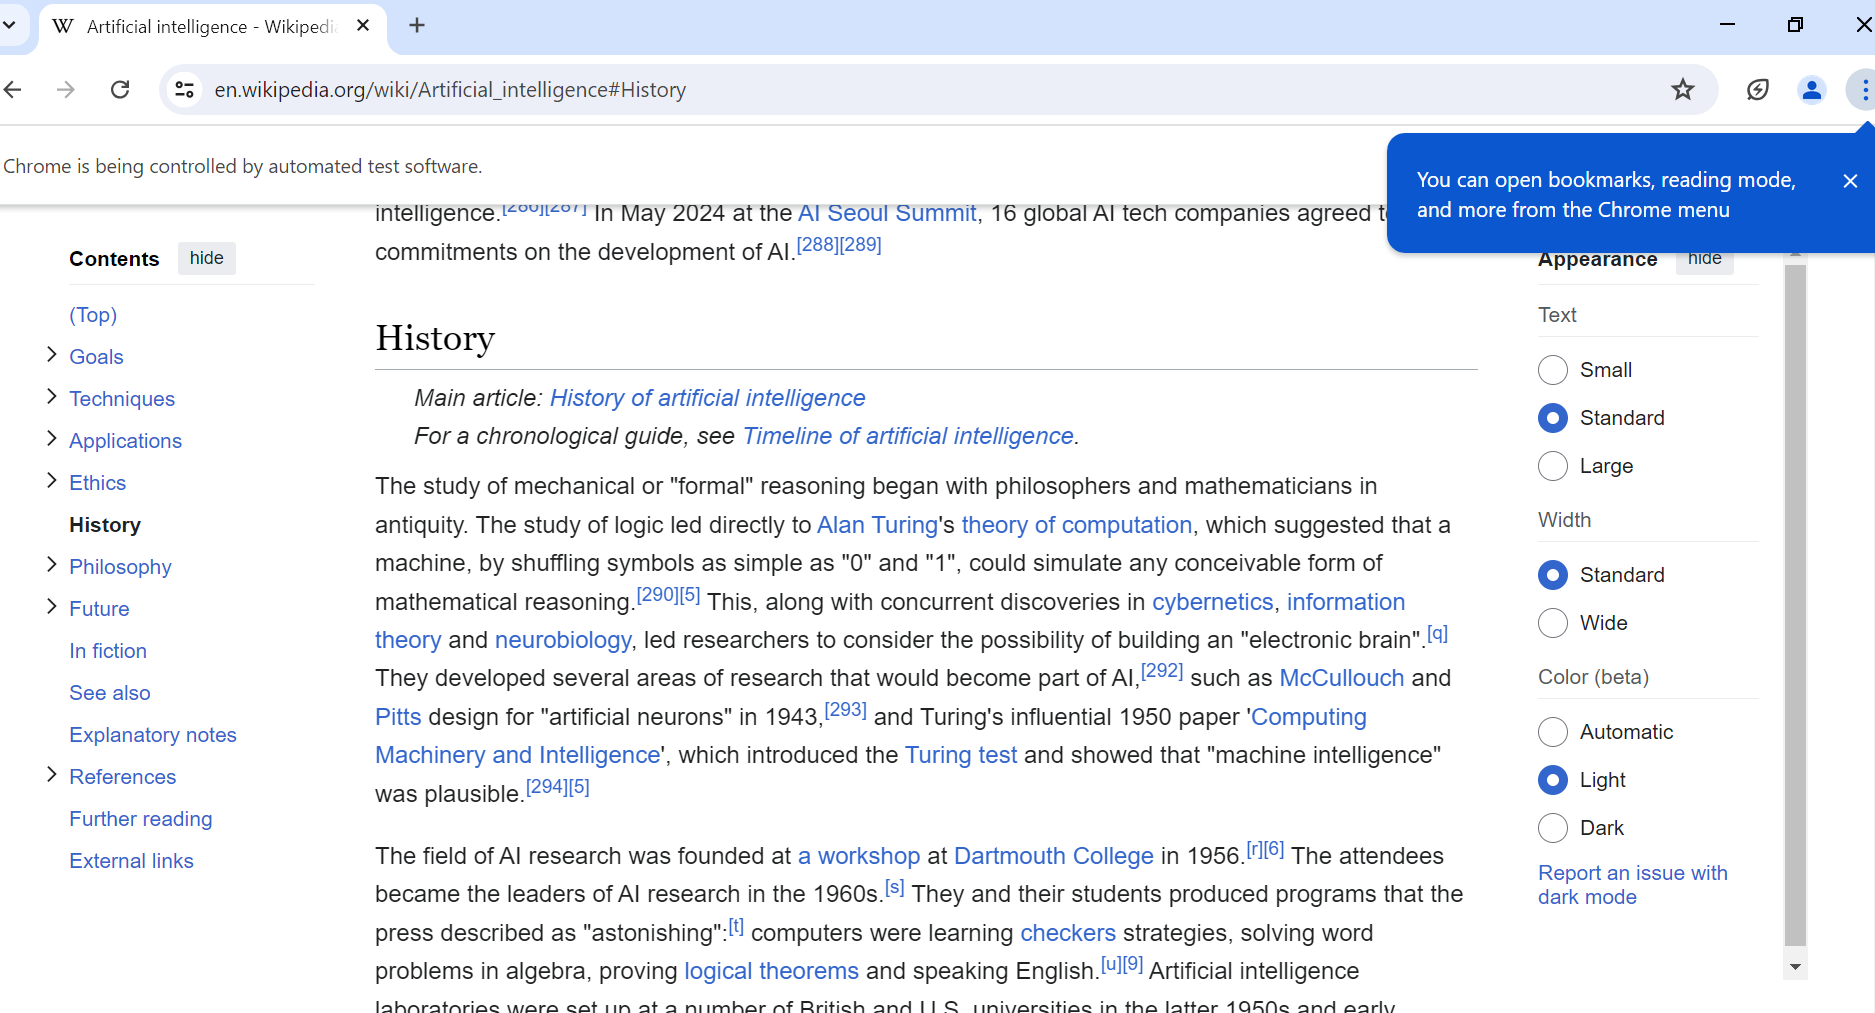 Artificial intelligence - Wikipedi
en.wikipedia.org/wiki/Artificial_intelligence#History
Chrome is being controlled by automated test software.
You can open bookmarks, reading mode,
and more from the Chrome menu
Contents hide
(Top)
Goals
Techniques
Applications
Ethics
History
Philosophy
Future
In fiction
See also
Explanatory notes
References
Further reading
External links
intelligence.[286][287] In May 2024 at the AI Seoul Summit, 16 global AI tech companies agreed
commitments on the development of AI.[288][289]
History
Main article: History of artificial intelligence
For a chronological guide, see Timeline of artificial intelligence.
The study of mechanical or "formal" reasoning began with philosophers and mathematicians in
antiquity. The study of logic led directly to Alan Turing's theory of computation, which suggested that a
machine, by shuffling symbols as simple as "0" and "1", could simulate any conceivable form of
mathematical reasoning.[290][5] This, along with concurrent discoveries in cybernetics, information
theory and neurobiology, led researchers to consider the possibility of building an "electronic brain".[q]
They developed several areas of research that would become part of AI,[292] such as McCullouch and
Pitts design for "artificial neurons" in 1943,[293] and Turing's influential 1950 paper 'Computing
Machinery and Intelligence', which introduced the Turing test and showed that "machine intelligence"
was plausible.[294][5]
The field of AI research was founded at a workshop at Dartmouth College in 1956.[r][6] The attendees
became the leaders of AI research in the 1960s.[s] They and their students produced programs that the
press described as "astonishing":[t] computers were learning checkers strategies, solving word
problems in algebra, proving logical theorems and speaking English.[u][9] Artificial intelligence
laboratories were set up at a number of British and U.S. universities in the latter 1950s and early
Appearance hide
Text
Small
Standard
Large
Width
Standard
Wide
Color (beta)
Automatic
Light
Dark
Report an issue with
dark mode